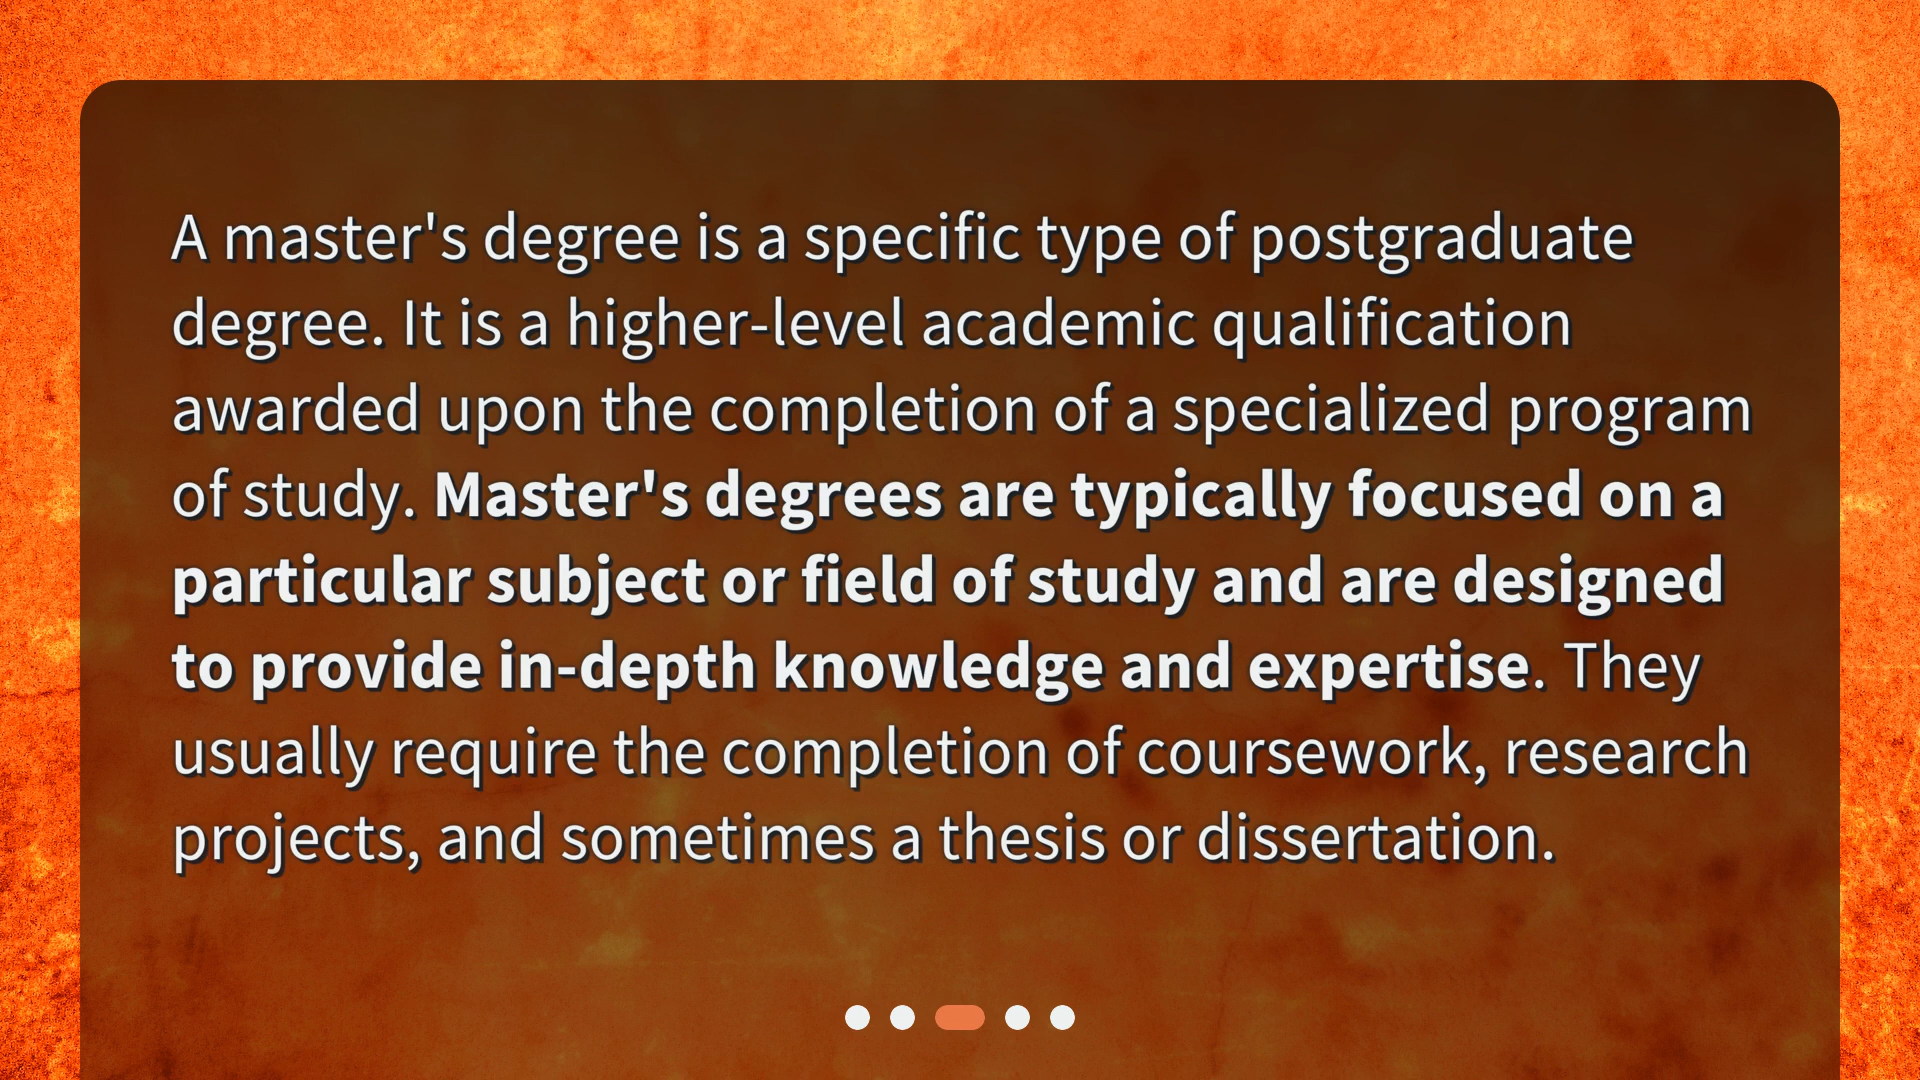 A master's degree is a specific type of postgraduate
degree. It is a higher-level academic qualification
awarded upon the completion of a specialized program
of study. Master's degrees are typically focused on a
particular subject or field of study and are designed
to provide in-depth knowledge and expertise. They
usually require the completion of coursework, research
projects, and sometimes a thesis or dissertation.